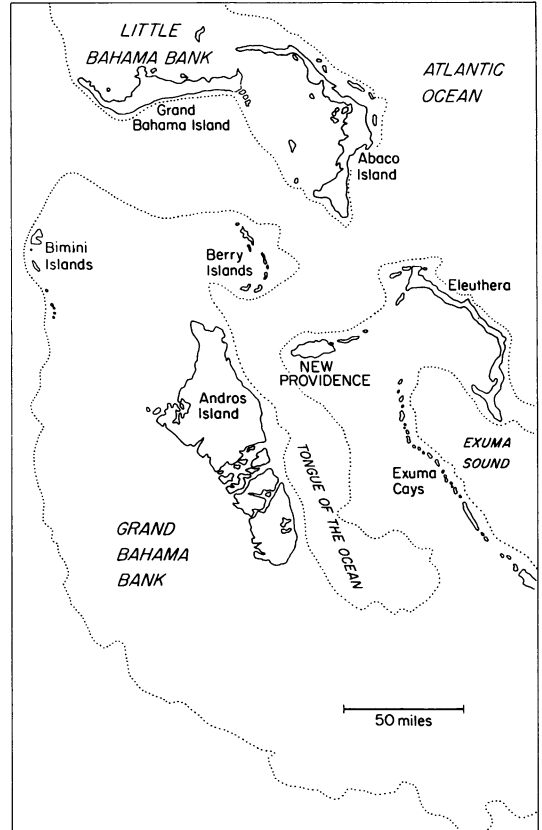 LITTLE
BAHAMA BANK
ATLANTIC
OCEAN
Grand
Bahama Island
Abaco
Island
Bimini
Islands
Berry
Islands
Eleuthera
NEW
PROVIDENCE
Andros
Island
EXUMA
SOUND
Exuma
Cays
TONGUE OF THE OCEAN
GRAND
BAHAMA
BANK
50 miles